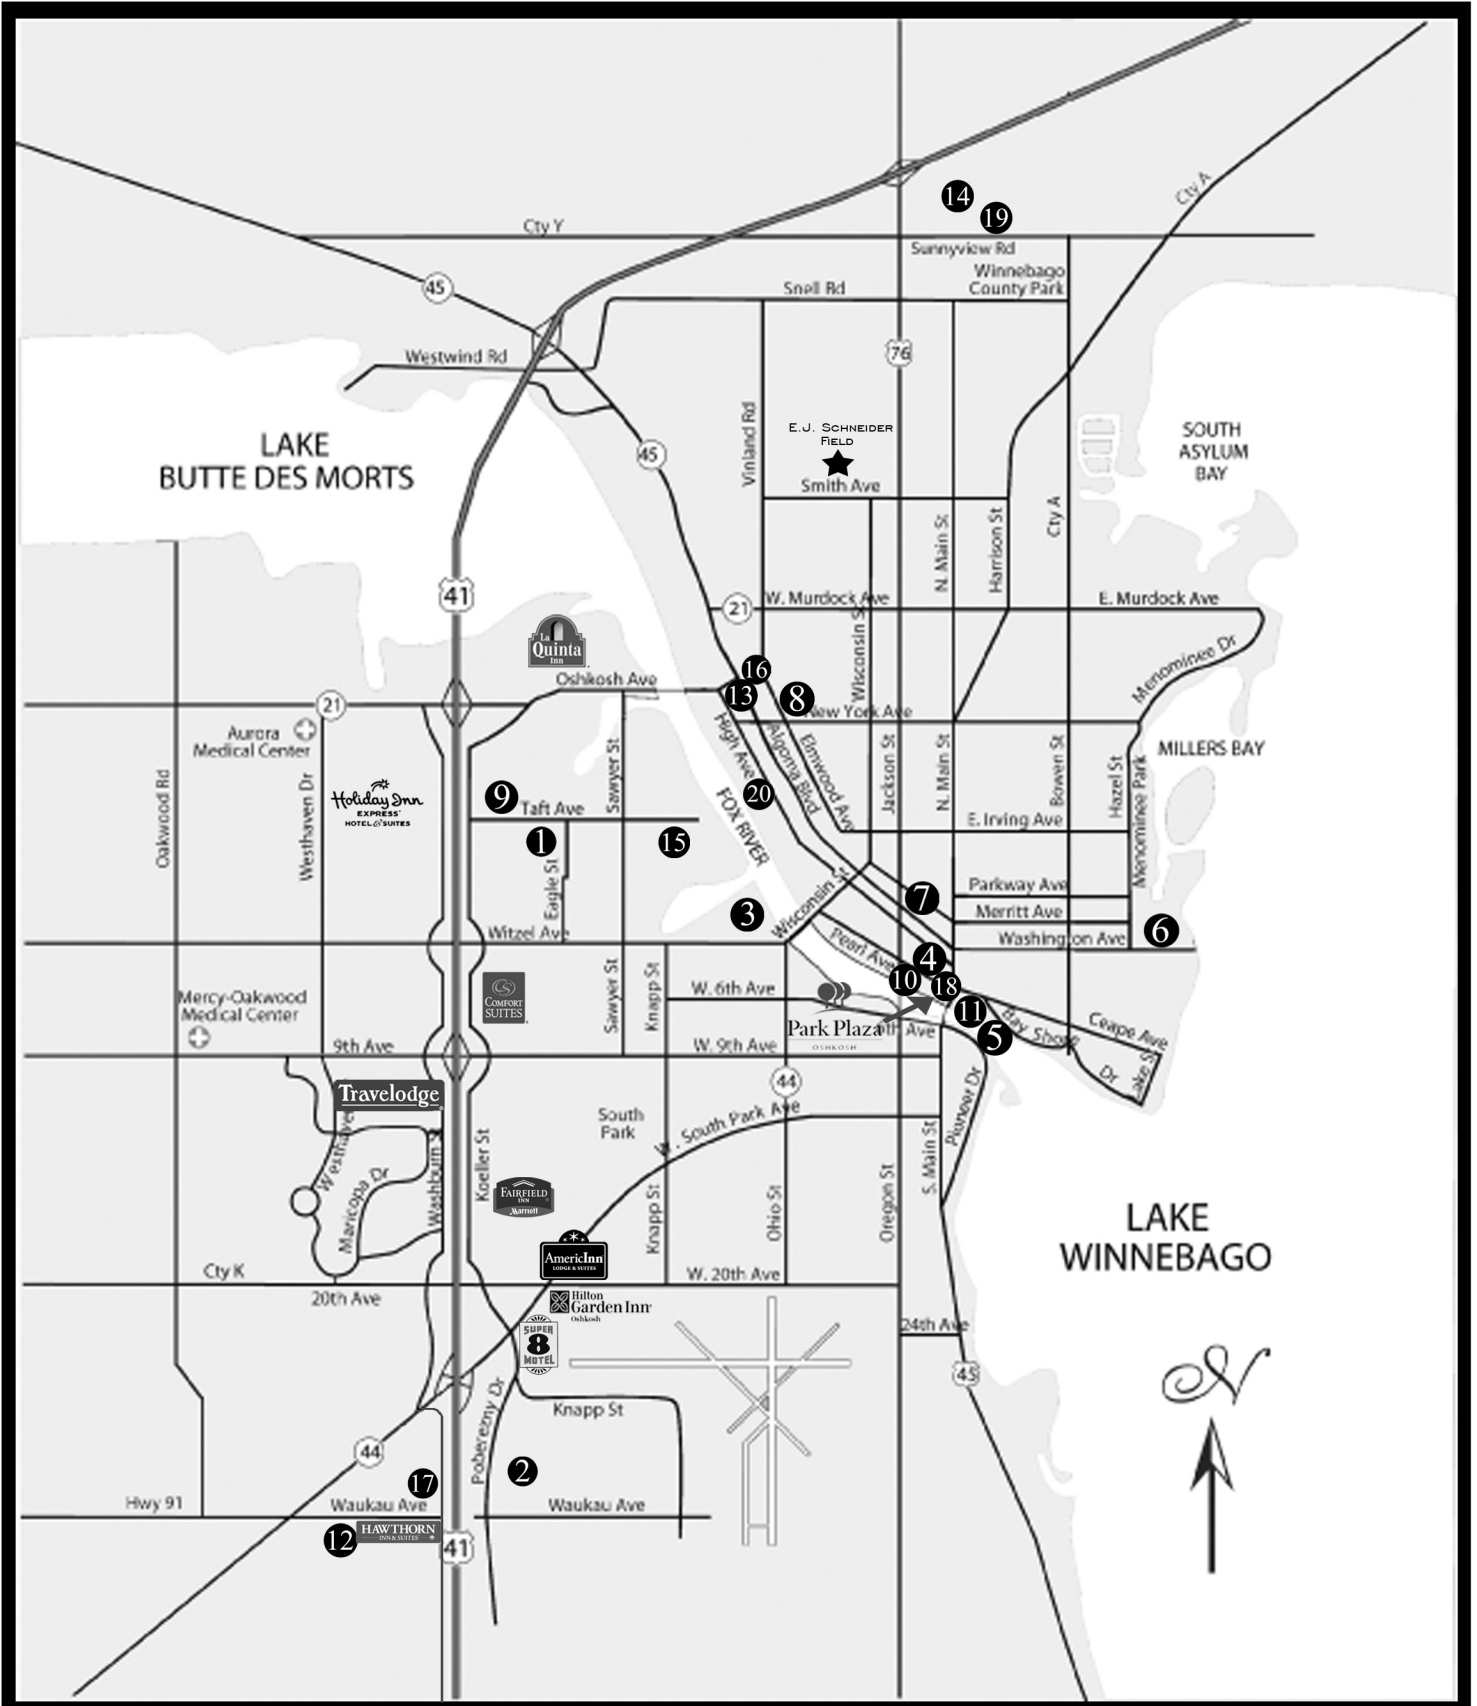 14
19
Cty A
Cty Y
Sunnyview Rd
Winnebago
County Park
45
Snell Rd
Westwind Rd
76
Vinland Rd
E.J. Schneider
Field
Smith Ave
45
LAKE
BUTTE DES MORTS
SOUTH
ASYLUM
BAY
N. Main St
Harrison St
Cty A
41
21
W. Murdock Ave
E. Murdock Ave
Wisconsin S
Menominee Dr
La
Quinta
Inn
Oshkosh Ave
16
13
8
New York Ave
21
Aurora
Medical Center
MILLERS BAY
High Ave
Algoma Blvd
Elmwood Ave
Jackson St
N. Main St
Bowen St
Hazel St
Menominee Park
Oakwood Rd
Westhaven Dr
Holiday Inn
EXPRESS
HOTEL & SUITES
9
Taft Ave
Sawyer St
20
FOX RIVER
E. Irving Ave
1
15
Eagle St
Parkway Ave
Merritt Ave
Washington Ave
7
6
3
Wisconsin St
Witzel Ave
Pearl Ave
4
10
18
11
5
Mercy-Oakwood
Medical Center
COMFORT
SUITES
Sawyer St
Knapp St
W. 6th Ave
Park Plaza
OSHKOSH
8th Ave
Bay Shore
Dr
Ceape Ave
S. Lake
9th Ave
W. 9th Ave
44
Travelodge
South
Park
W. South Park Ave
Pioneer Dr
Westhaven
Maricopa Dr
Washburn St
Koeller St
FAIRFIELD
INN
Marriott
Knapp St
Ohio St
Oregon St
S. Main St
LAKE
WINNEBAGO
AmericInn
LODGE & SUITES
Cty K
20th Ave
W. 20th Ave
Hilton
Garden Inn
Oshkosh
SUPER
8
MOTEL
24th Ave
45
N
Poberezny Dr
Knapp St
44
17
2
Hwy 91
Waukau Ave
Waukau Ave
12
HAWTHORN
INN & SUITES
41